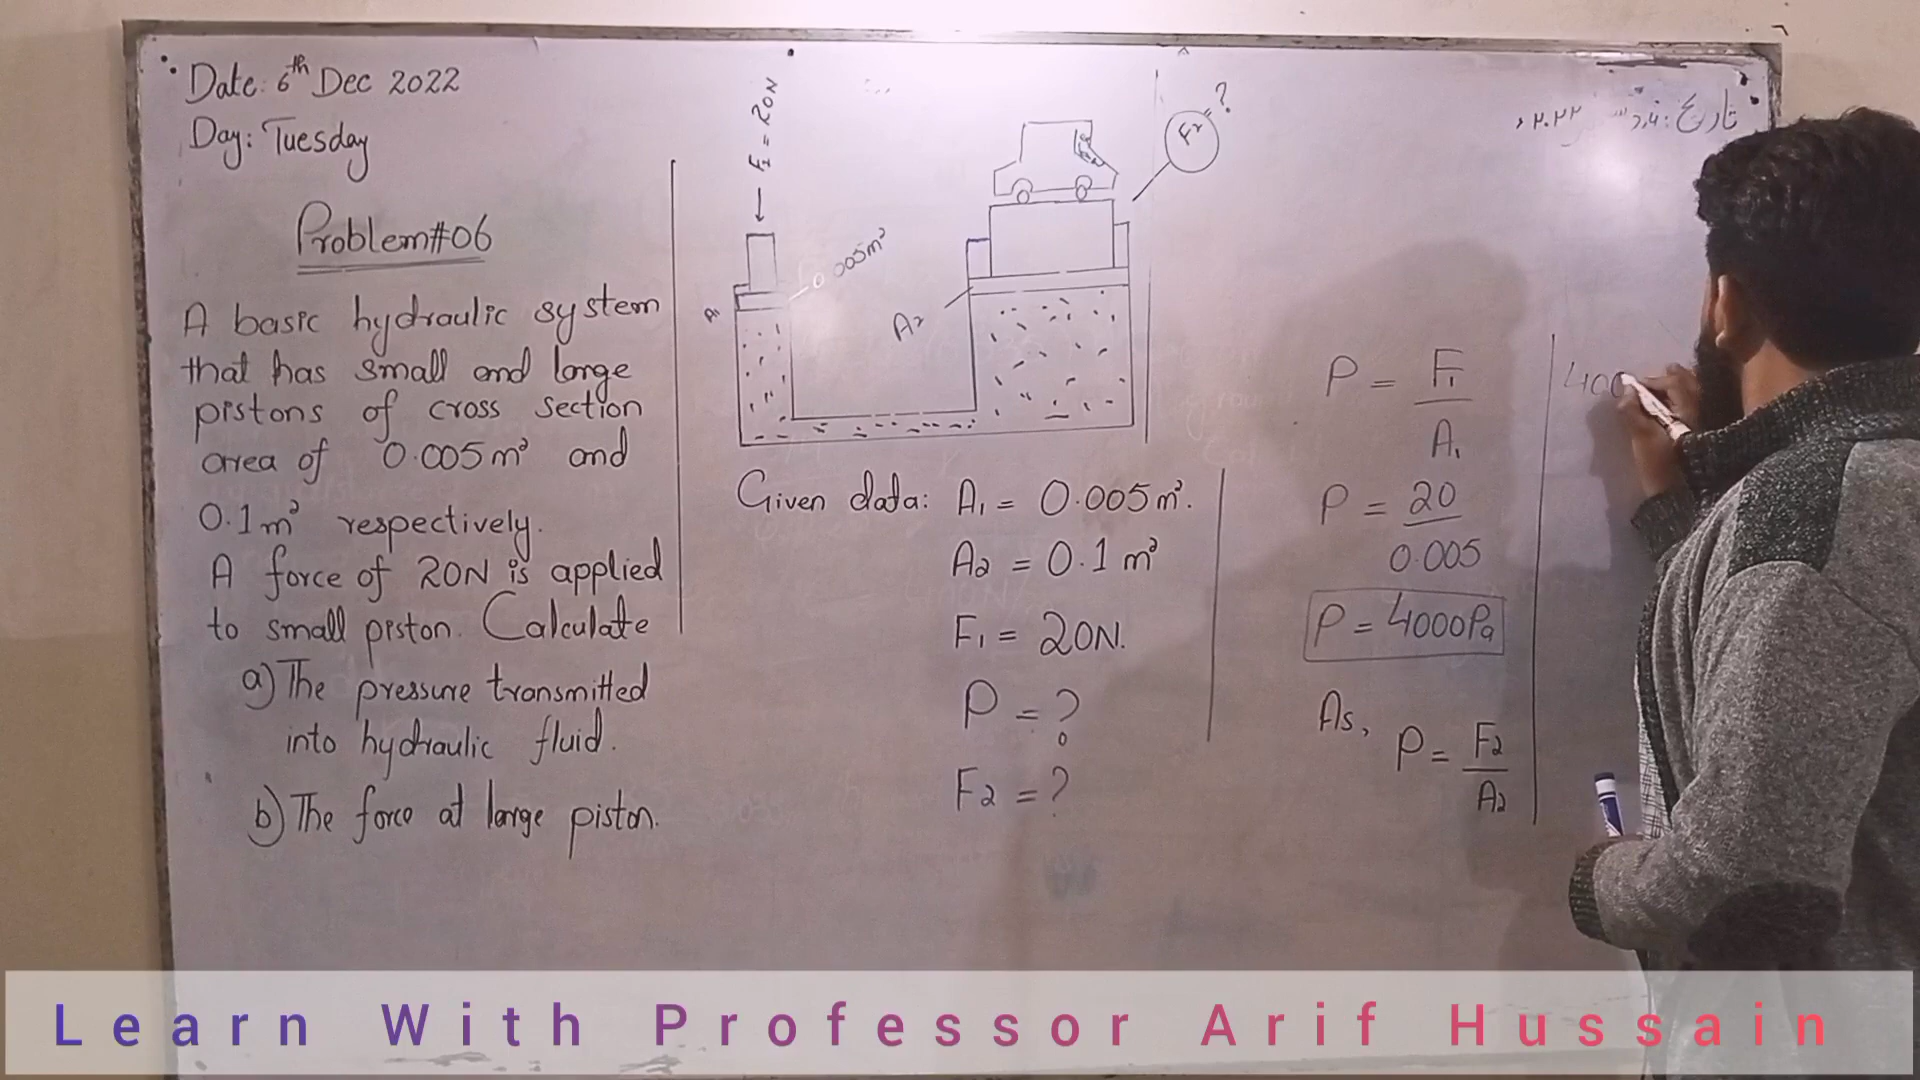 Date: 6th Dec 2022
Day: Tuesday
Problem#06
A basic hydraulic system
that has small and large
pistons of cross section
area of 0.005m² and
0.1m² respectively.
A force of 20N is applied
to small piston. Calculate
a) The pressure transmitted
into hydraulic fluid.
b) The force at large piston.
F1 = 20N
A1
0.005m²
A2
F2 = ?
Given data: A1 = 0.005m².
A2 = 0.1 m²
F1 = 20N.
P = ?
F2 = ?
P = F1
A1
P = 20
0.005
P = 4000Pa
As, P = F2
A2
400
تاریخ:
۲۰۲۲ء
Learn With Professor Arif Hussain